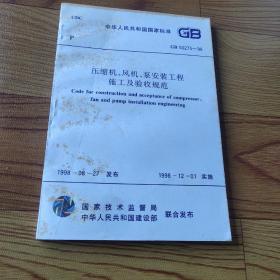 UDC
中华人民共和国国家标准
GB
P
GB 50275-98
压缩机、风机、泵安装工程
施工及验收规范
Code for construction and acceptance of compressor,
fan and pump installation engineering
1998-08-27 发布
1998-12-01 实施
国家技术监督局
中华人民共和国建设部
联合发布